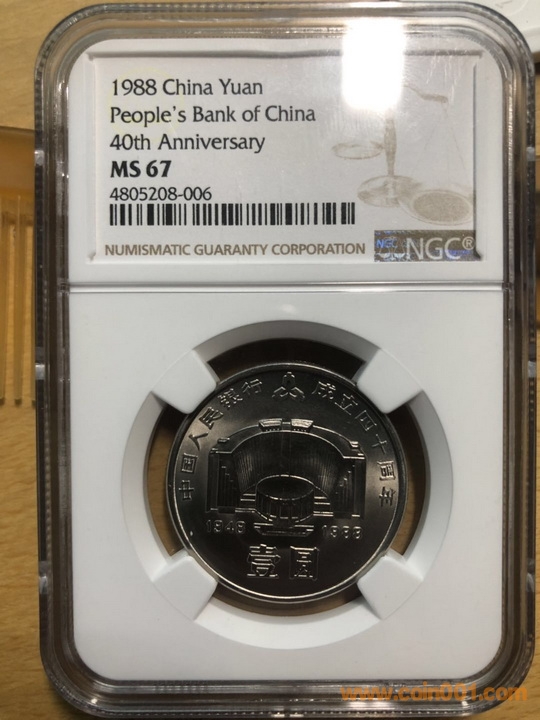 1988 China Yuan
People's Bank of China
40th Anniversary
MS 67
4805208-006
NUMISMATIC GUARANTY CORPORATION
NGC®
中国人民银行 成立四十周年
1948 1988
壹圆
www.coin001.com